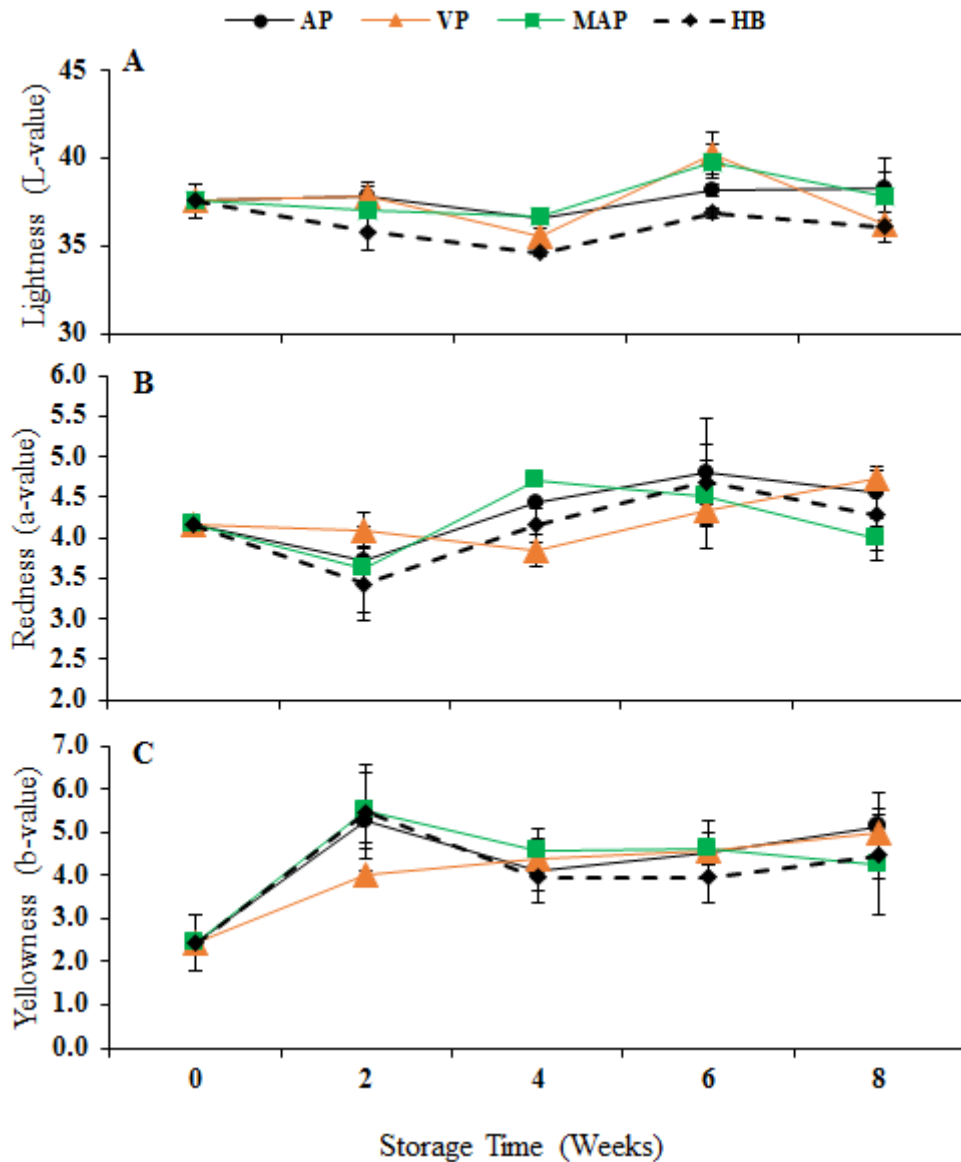 AP VP MAP HB
A
45
40
35
30
Lightness (L-value)
B
6.0
5.5
5.0
4.5
4.0
3.5
3.0
2.5
2.0
Redness (a-value)
C
7.0
6.0
5.0
4.0
3.0
2.0
1.0
0.0
Yellowness (b-value)
0 2 4 6 8
Storage Time (Weeks)